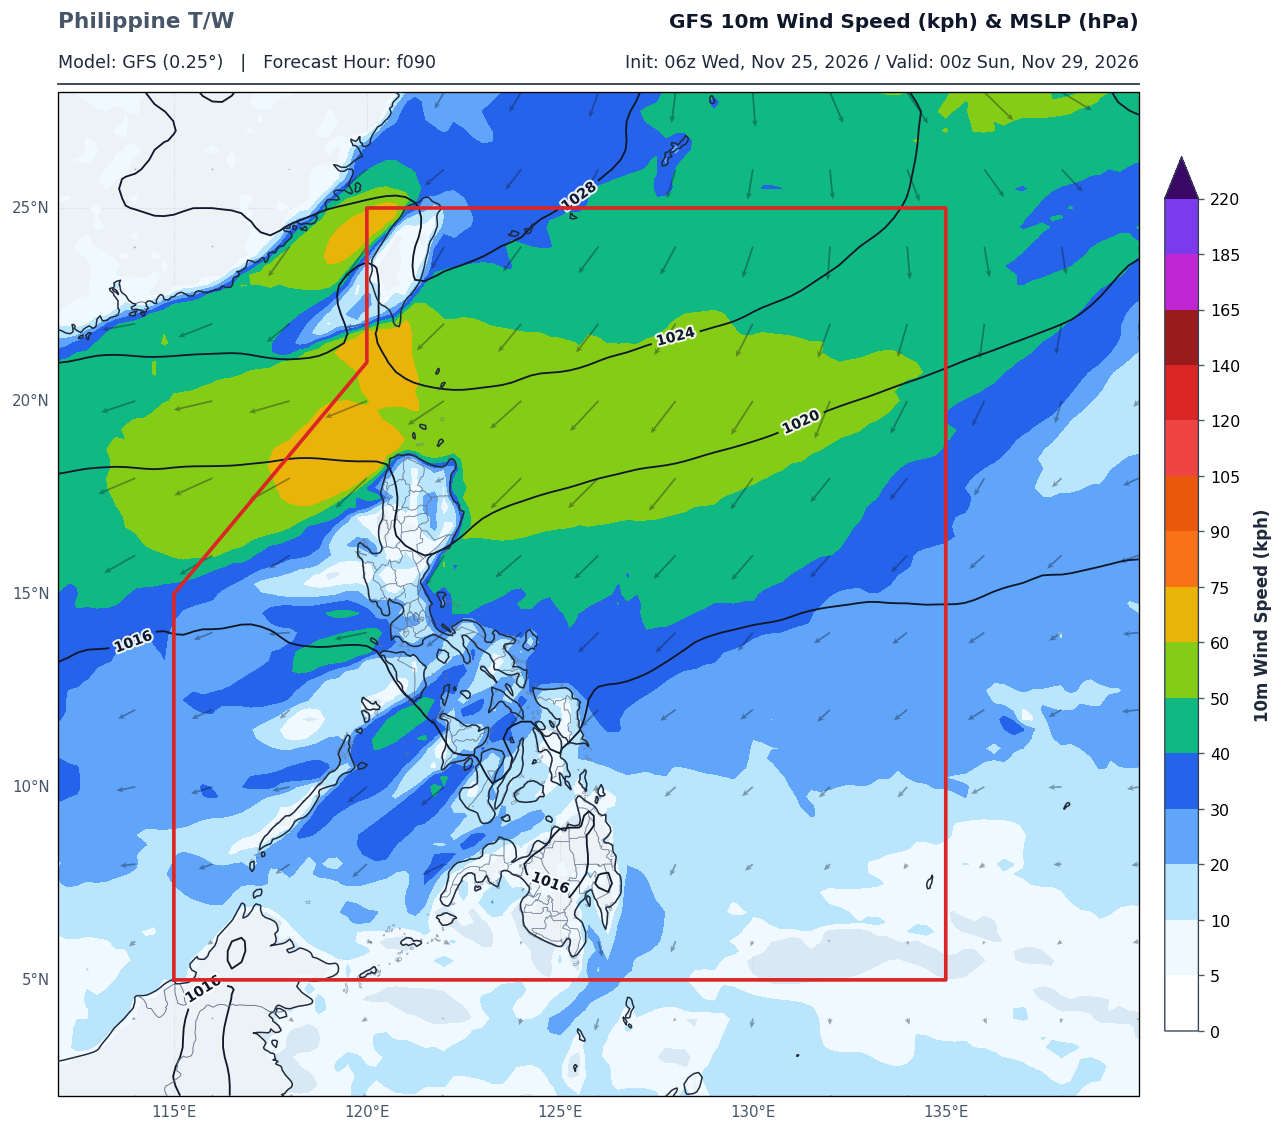 Philippine T/W
GFS 10m Wind Speed (kph) & MSLP (hPa)
Model: GFS (0.25°) | Forecast Hour: f090
Init: 06z Wed, Nov 25, 2026 / Valid: 00z Sun, Nov 29, 2026
25°N
20°N
15°N
10°N
5°N
115°E
120°E
125°E
130°E
135°E
1028
1024
1020
1016
1016
1016
220
185
165
140
120
105
90
75
60
50
40
30
20
10
5
0
10m Wind Speed (kph)